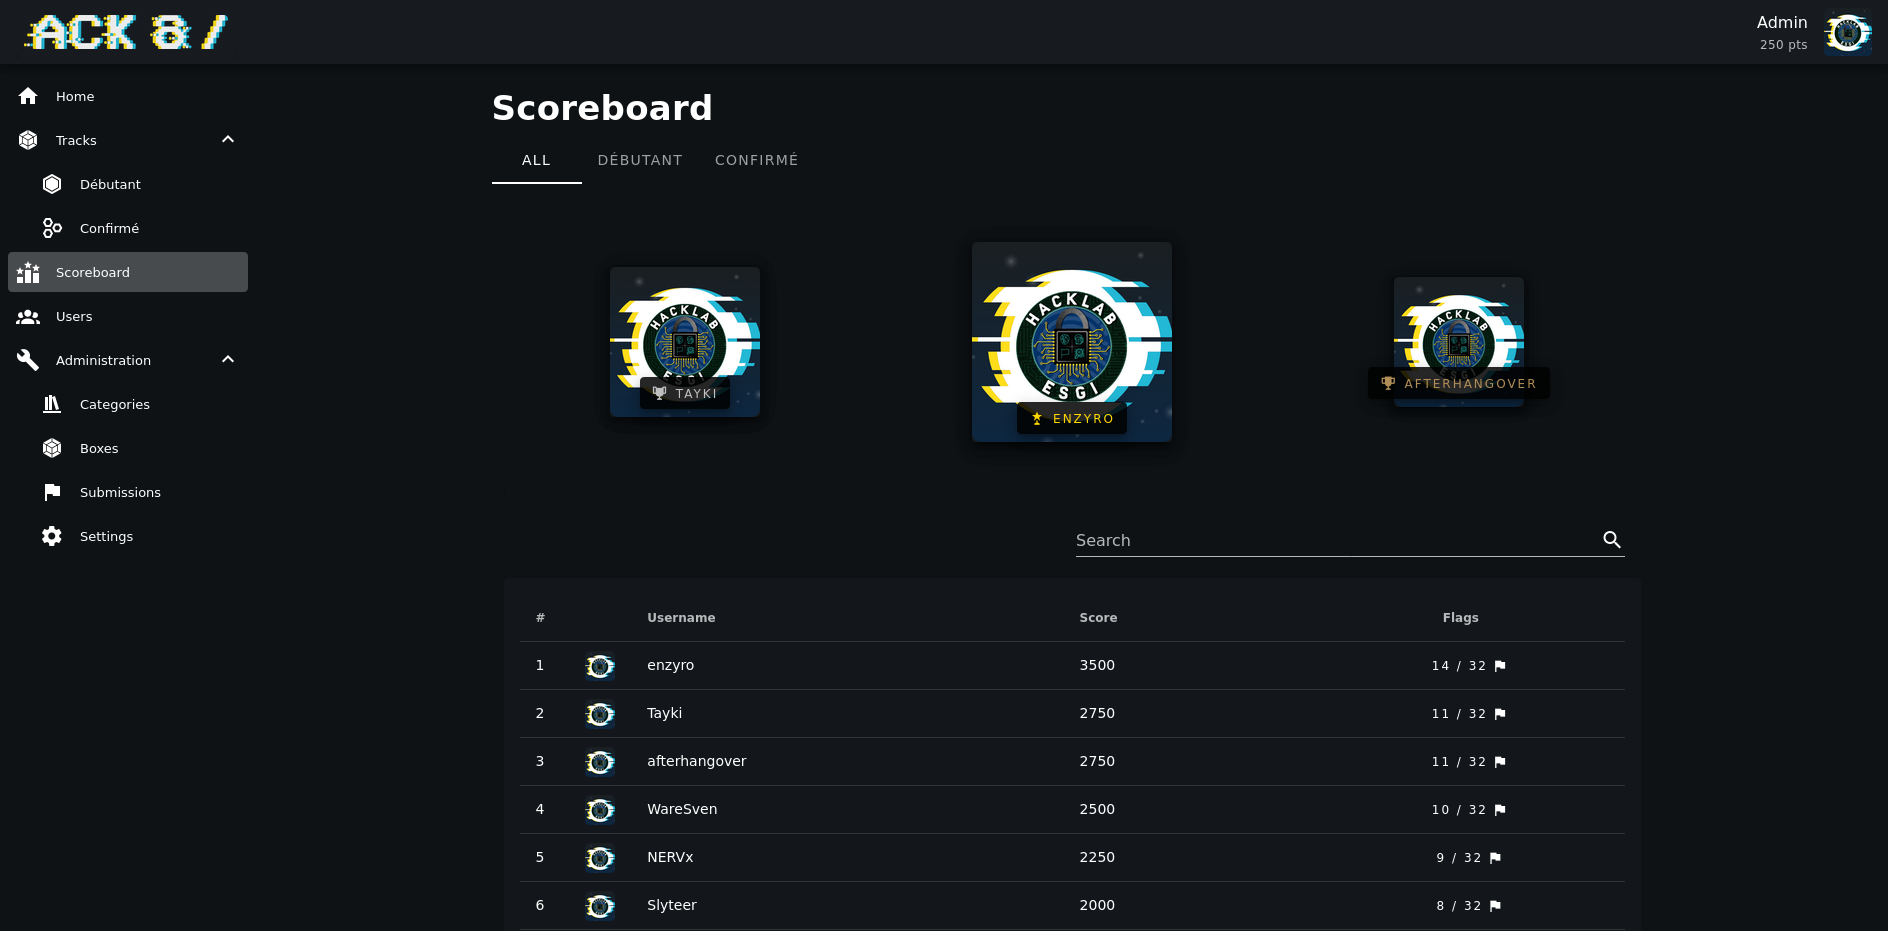 ACK & /
Admin
250 pts
Home
Tracks
Débutant
Confirmé
Scoreboard
Users
Administration
Categories
Boxes
Submissions
Settings
Scoreboard
ALL DÉBUTANT CONFIRMÉ
HACKLAB
ESGI
TAYKI
HACKLAB
ESGI
ENZYRO
HACKLAB
AFTERHANGOVER
Search
# Username Score Flags
1 enzyro 3500 14 / 32
2 Tayki 2750 11 / 32
3 afterhangover 2750 11 / 32
4 WareSven 2500 10 / 32
5 NERVx 2250 9 / 32
6 Slyteer 2000 8 / 32